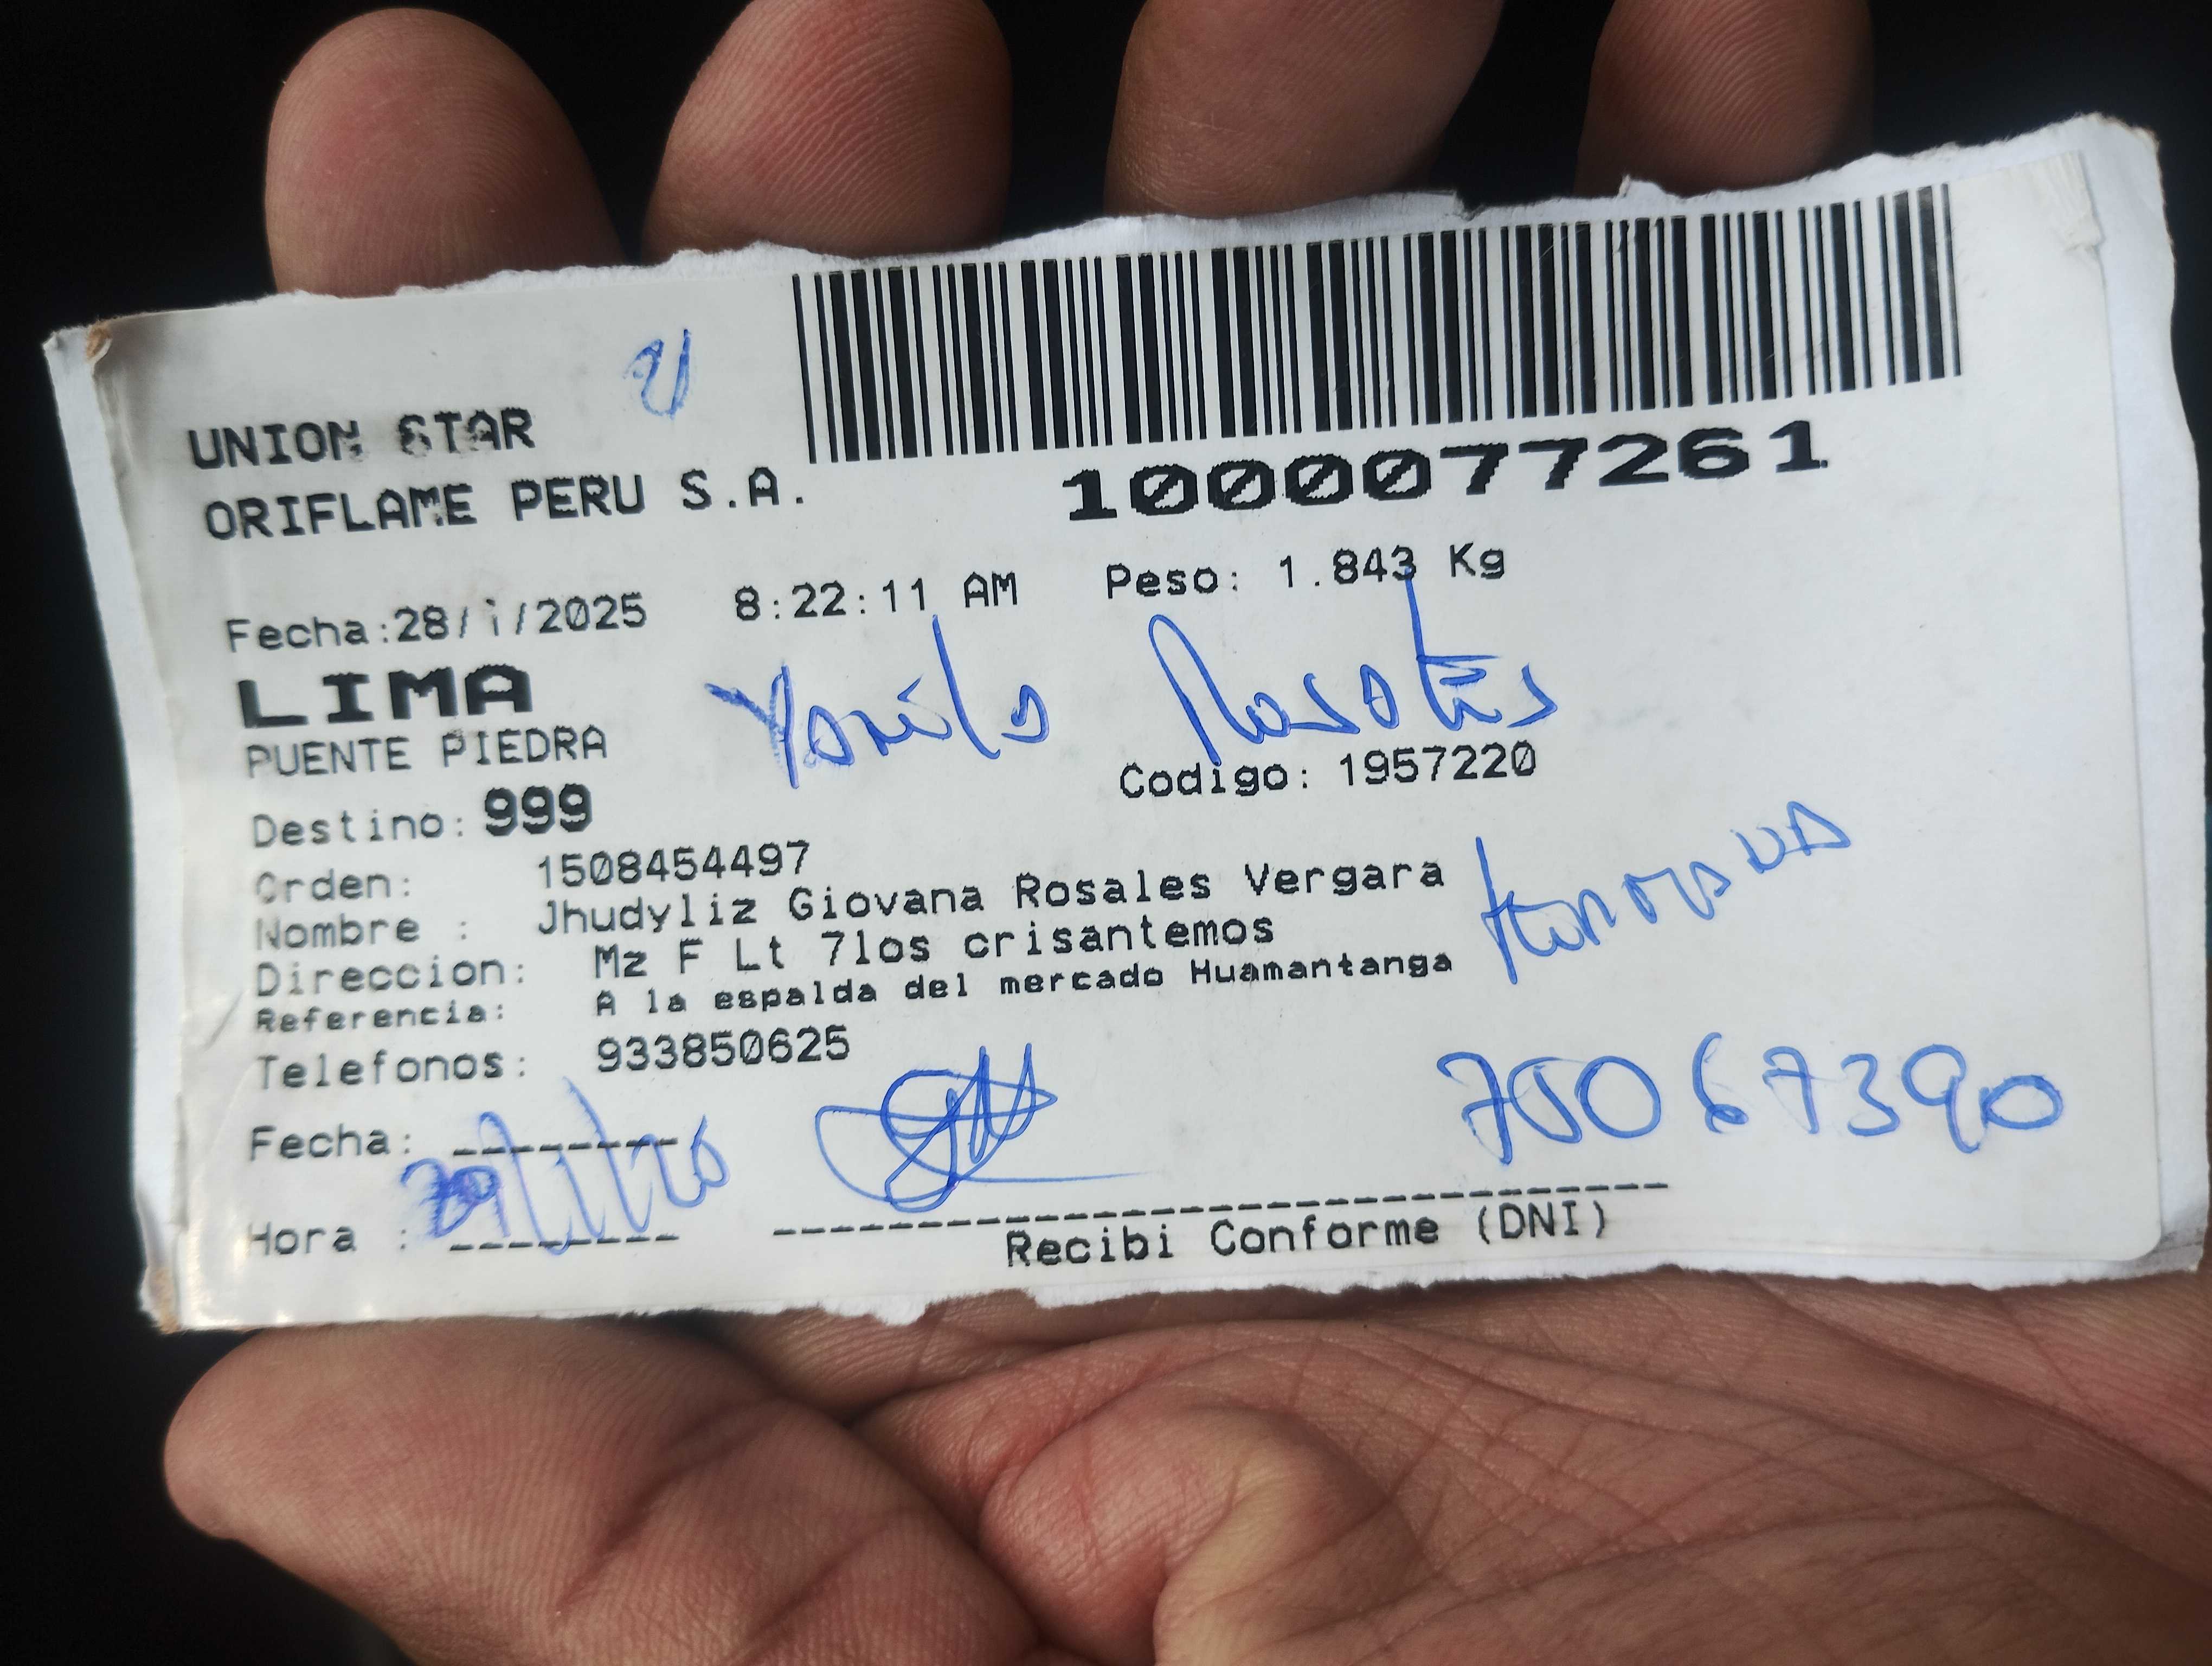 UNION STAR
ORIFLAME PERU S.A.
1000077261
Fecha:28/1/2025 8:22:11 AM Peso: 1.843 Kg
LIMA
PUENTE PIEDRA
Rosales
Destino: 999
Codigo: 1957220
Orden: 1508454497
Nombre : Jhudyliz Giovana Rosales Vergara
Direccion: Mz F Lt 7los crisantemos
Referencia: A la espalda del mercado Huamantanga
Telefonos: 933850625
75067390
Fecha:
Hora :
Recibi Conforme (DNI)